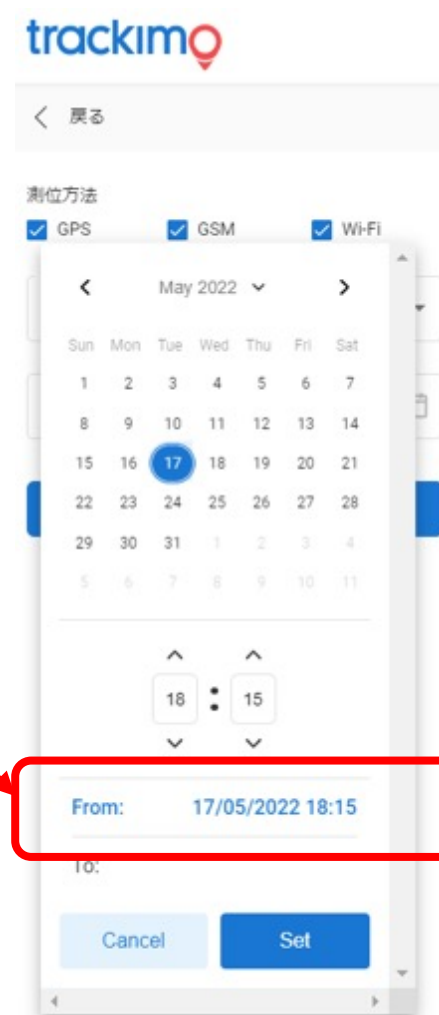 trackimo
戻る
測位方法
GPS GSM Wi-Fi
May 2022
Sun Mon Tue Wed Thu Fri Sat
1 2 3 4 5 6 7
8 9 10 11 12 13 14
15 16 17 18 19 20 21
22 23 24 25 26 27 28
29 30 31 1 2 3 4
5 6 7 8 9 10 11
18 : 15
From: 17/05/2022 18:15
To:
Cancel Set